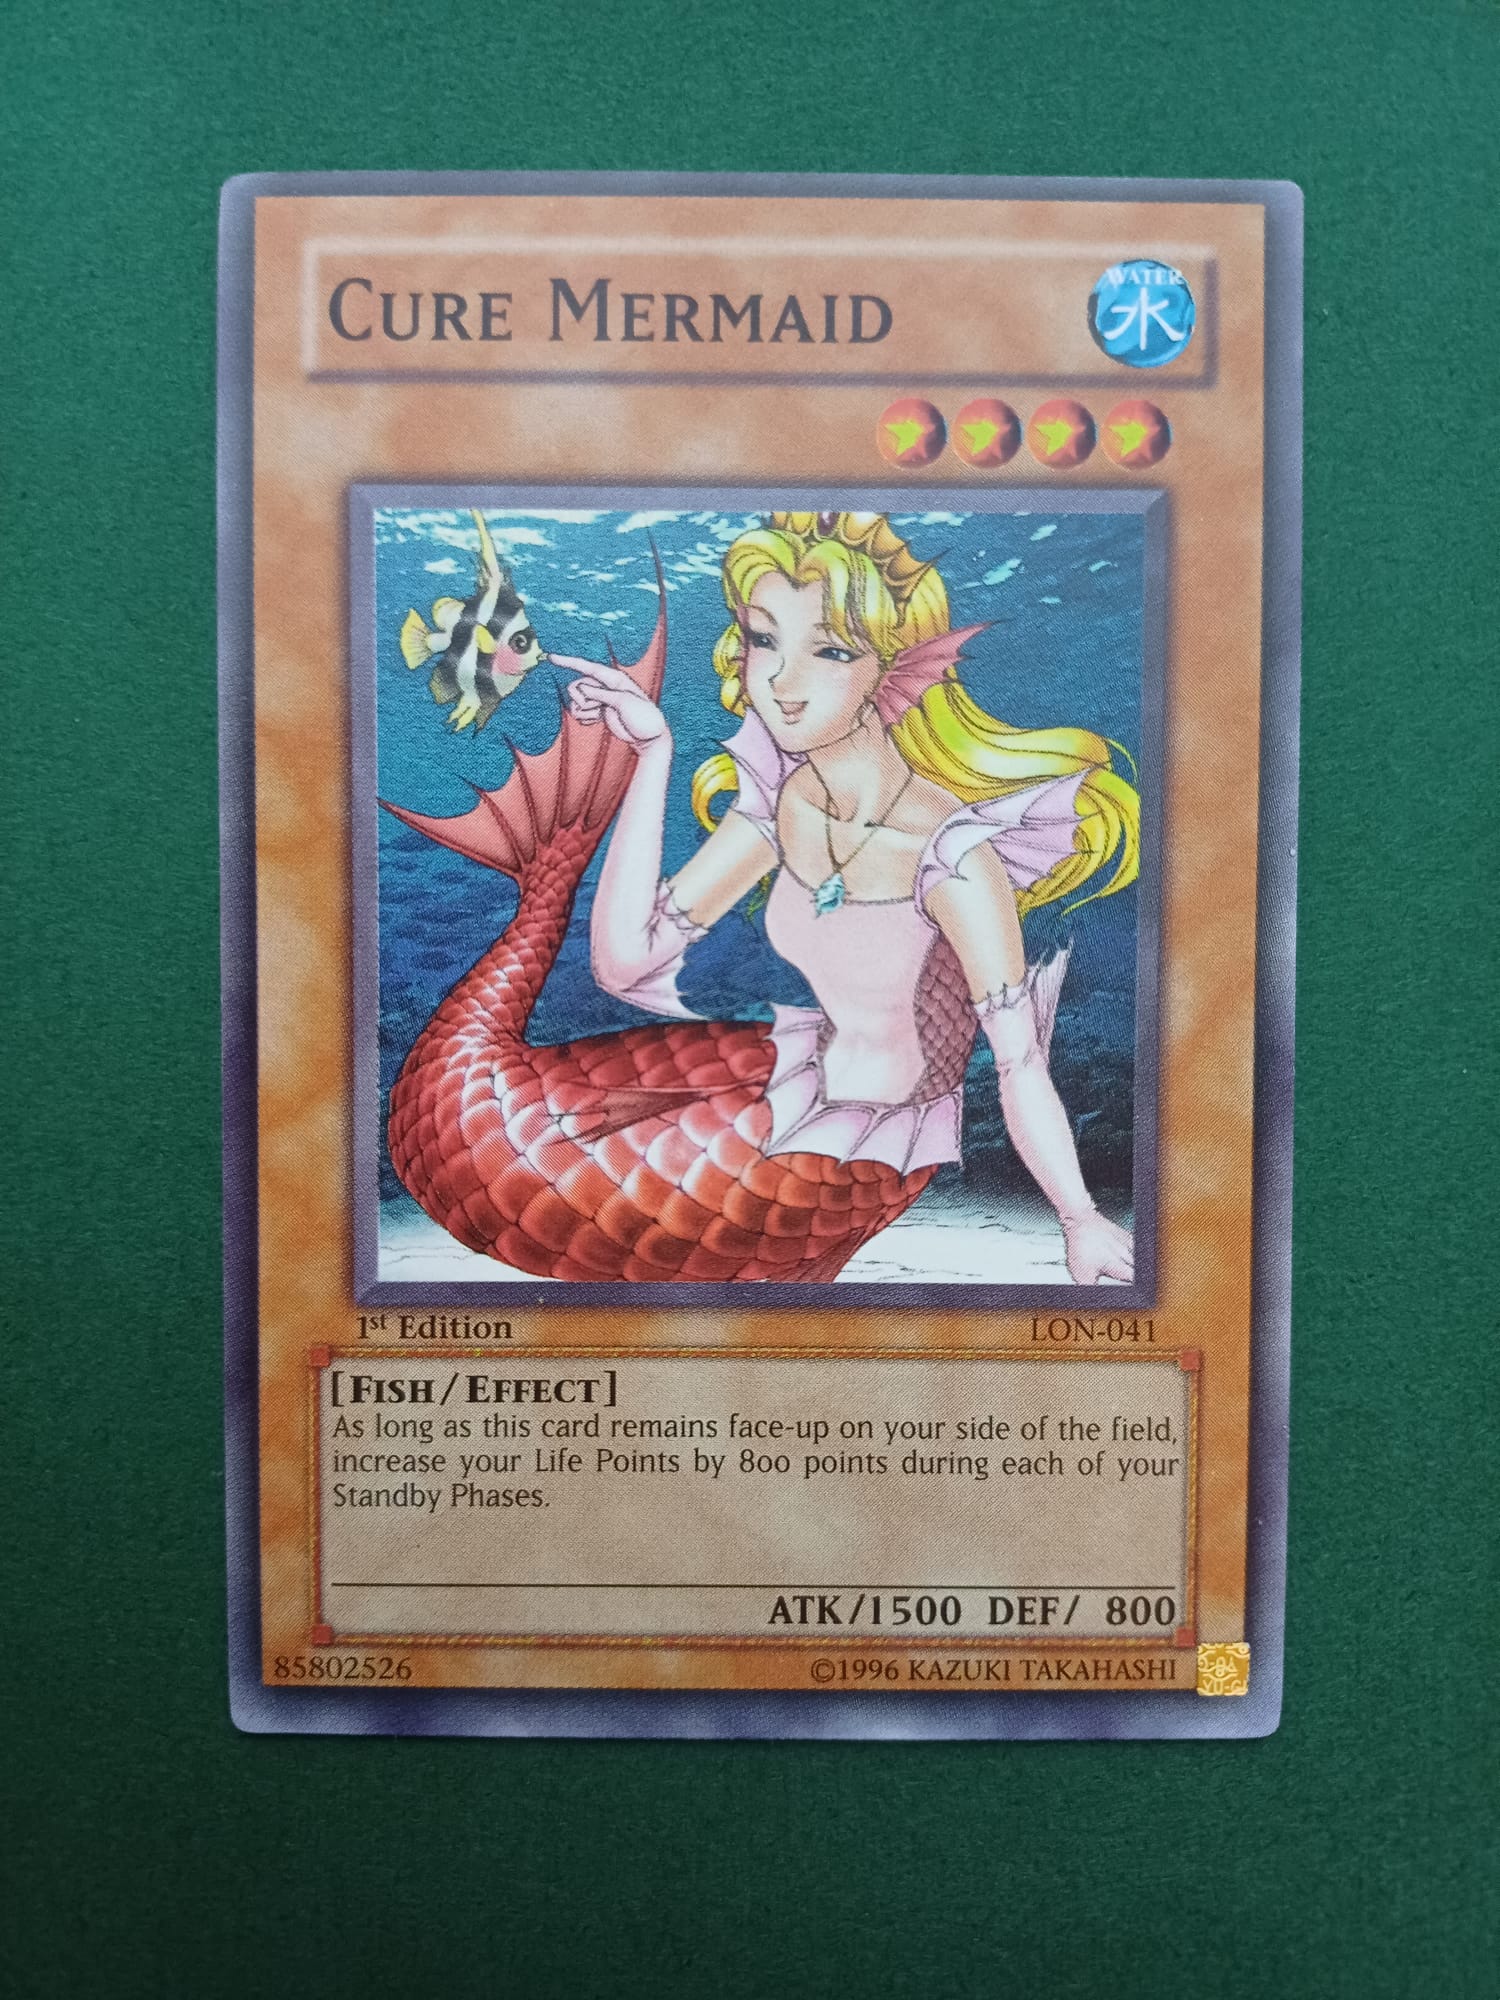 CURE MERMAID
WATER
水
1st Edition
LON-041
[FISH/EFFECT]
As long as this card remains face-up on your side of the field,
increase your Life Points by 800 points during each of your
Standby Phases.
ATK/1500 DEF/ 800
85802526
©1996 KAZUKI TAKAHASHI